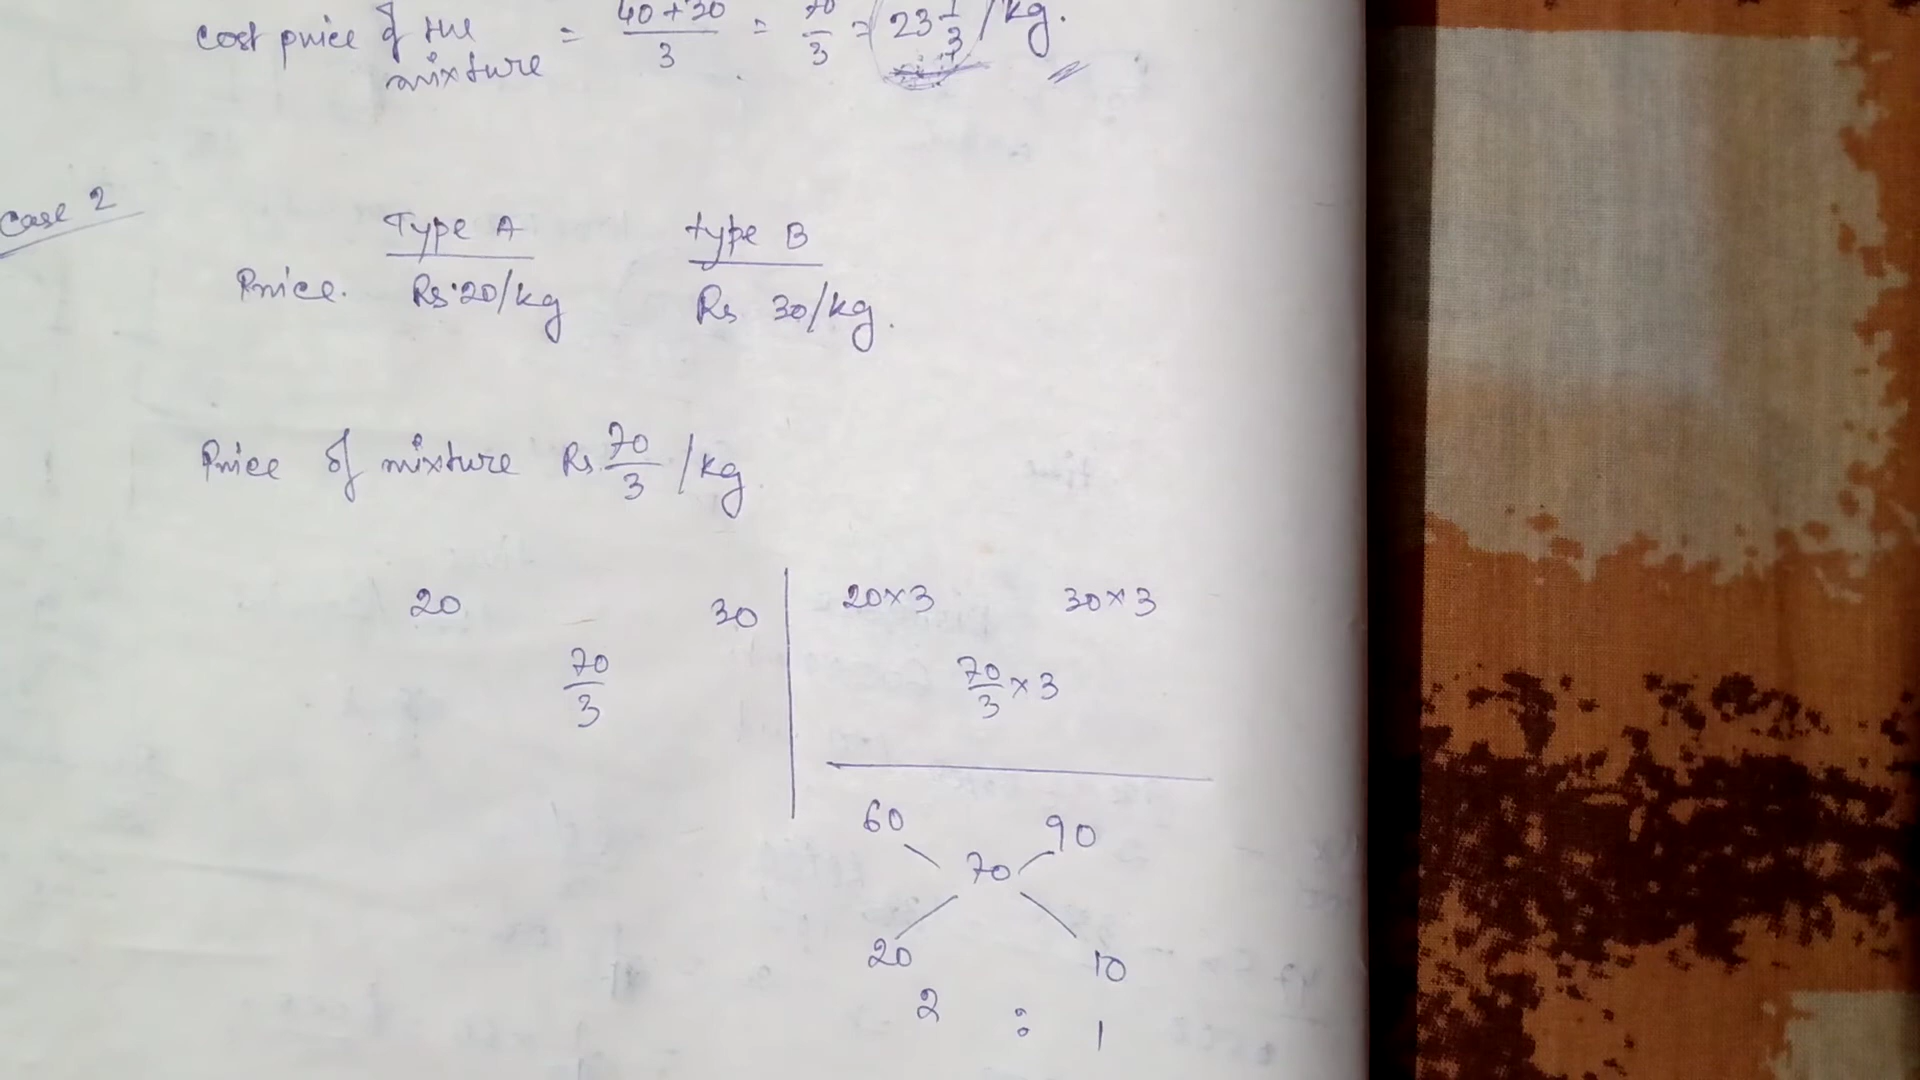 cost price of the = 40+30/3 = 70/3 = 23 1/3 /kg.
mixture
Case 2
Type A type B
Price. Rs. 20/kg Rs 30/kg.
Price of mixture Rs 70/3 /kg
20 30 20×3 30×3
70/3 70/3 ×3
60 90
70
20 10
2 : 1